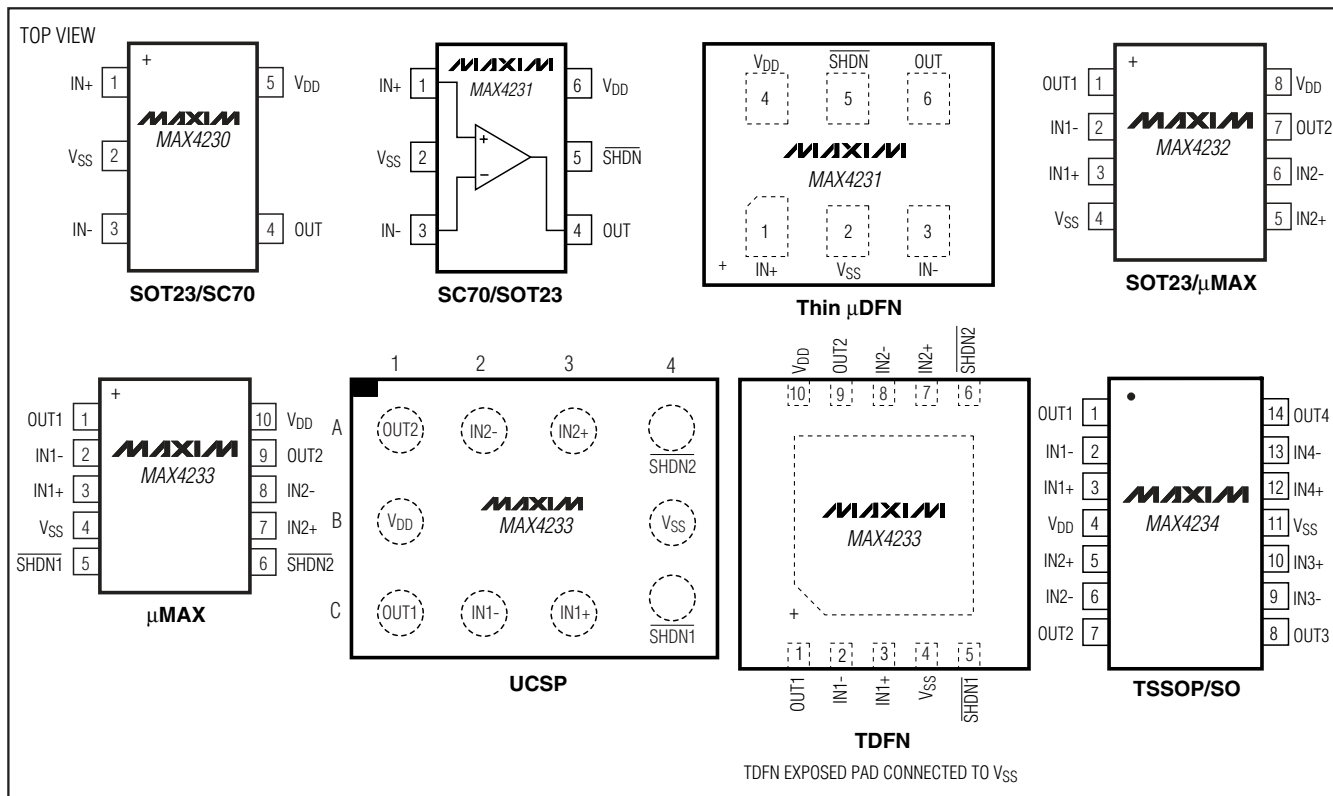 TOP VIEW
+
IN+ 1
VSS 2
IN- 3
5 VDD
4 OUT
MAXIM
MAX4230
SOT23/SC70
MAXIM
MAX4231
IN+ 1
VSS 2
IN- 3
6 VDD
5 SHDN
4 OUT
+
−
SC70/SOT23
VDD SHDN OUT
4 5 6
MAXIM
MAX4231
1 2 3
+ IN+ VSS IN-
Thin µDFN
+
OUT1 1
IN1- 2
IN1+ 3
VSS 4
8 VDD
7 OUT2
6 IN2-
5 IN2+
MAXIM
MAX4232
SOT23/µMAX
+
OUT1 1
IN1- 2
IN1+ 3
VSS 4
SHDN1 5
10 VDD
9 OUT2
8 IN2-
7 IN2+
6 SHDN2
MAXIM
MAX4233
µMAX
1 2 3 4
A OUT2 IN2- IN2+
SHDN2
MAXIM
MAX4233
B VDD VSS
C OUT1 IN1- IN1+
SHDN1
UCSP
VDD OUT2 IN2- IN2+ SHDN2
10 9 8 7 6
MAXIM
MAX4233
+
1 2 3 4 5
OUT1 IN1- IN1+ VSS SHDN1
TDFN
TDFN EXPOSED PAD CONNECTED TO VSS
OUT1 1
IN1- 2
IN1+ 3
VDD 4
IN2+ 5
IN2- 6
OUT2 7
14 OUT4
13 IN4-
12 IN4+
11 VSS
10 IN3+
9 IN3-
8 OUT3
MAXIM
MAX4234
TSSOP/SO